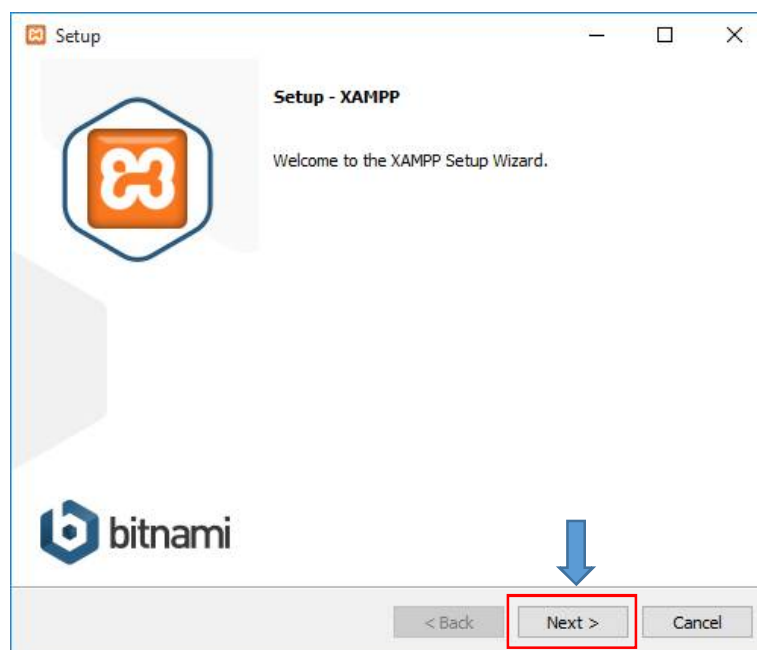 Setup
Setup - XAMPP
Welcome to the XAMPP Setup Wizard.
bitnami
< Back
Next >
Cancel